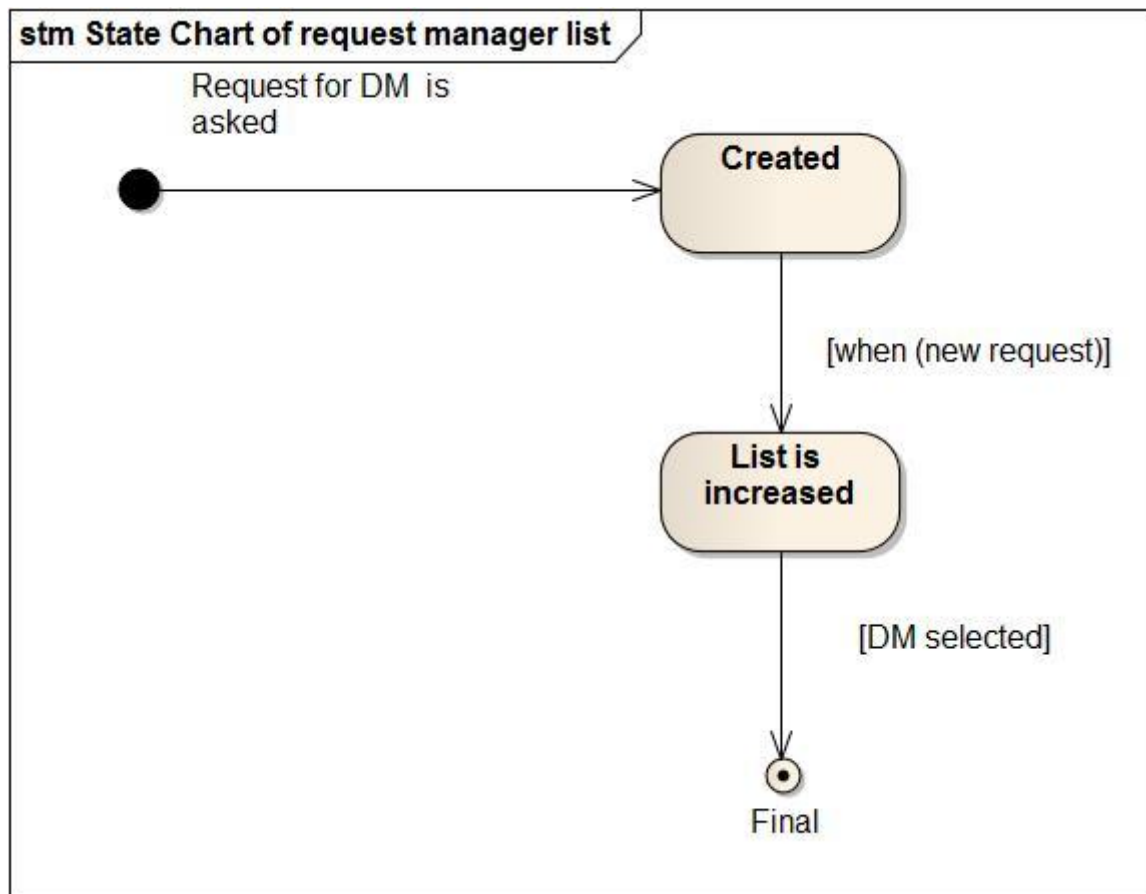 stm State Chart of request manager list
Request for DM is
asked
Created
[when (new request)]
List is
increased
[DM selected]
Final